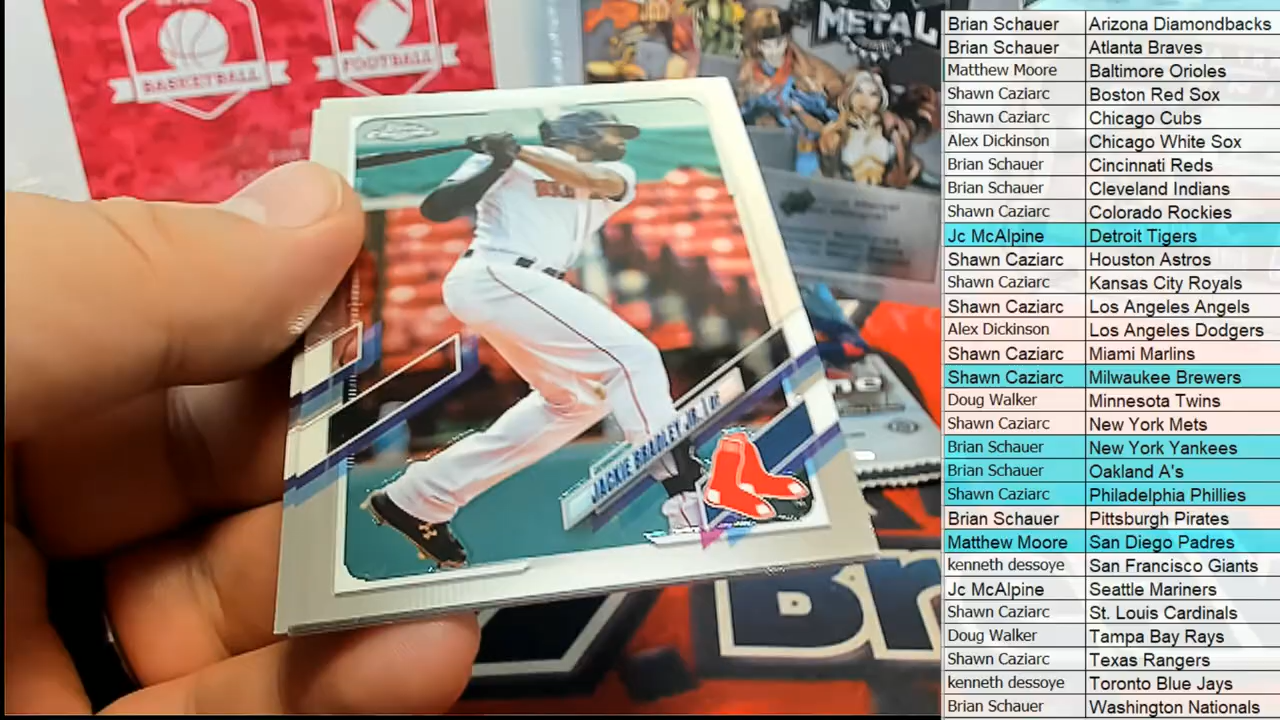 BASKETBALL
FOOTBALL
METAL
Chrome
JACKIE BRADLEY JR. | OF
Brian Schauer Arizona Diamondbacks
Brian Schauer Atlanta Braves
Matthew Moore Baltimore Orioles
Shawn Caziarc Boston Red Sox
Shawn Caziarc Chicago Cubs
Alex Dickinson Chicago White Sox
Brian Schauer Cincinnati Reds
Brian Schauer Cleveland Indians
Shawn Caziarc Colorado Rockies
Jc McAlpine Detroit Tigers
Shawn Caziarc Houston Astros
Shawn Caziarc Kansas City Royals
Shawn Caziarc Los Angeles Angels
Alex Dickinson Los Angeles Dodgers
Shawn Caziarc Miami Marlins
Shawn Caziarc Milwaukee Brewers
Doug Walker Minnesota Twins
Shawn Caziarc New York Mets
Brian Schauer New York Yankees
Brian Schauer Oakland A's
Shawn Caziarc Philadelphia Phillies
Brian Schauer Pittsburgh Pirates
Matthew Moore San Diego Padres
kenneth dessoye San Francisco Giants
Jc McAlpine Seattle Mariners
Shawn Caziarc St. Louis Cardinals
Doug Walker Tampa Bay Rays
Shawn Caziarc Texas Rangers
kenneth dessoye Toronto Blue Jays
Brian Schauer Washington Nationals